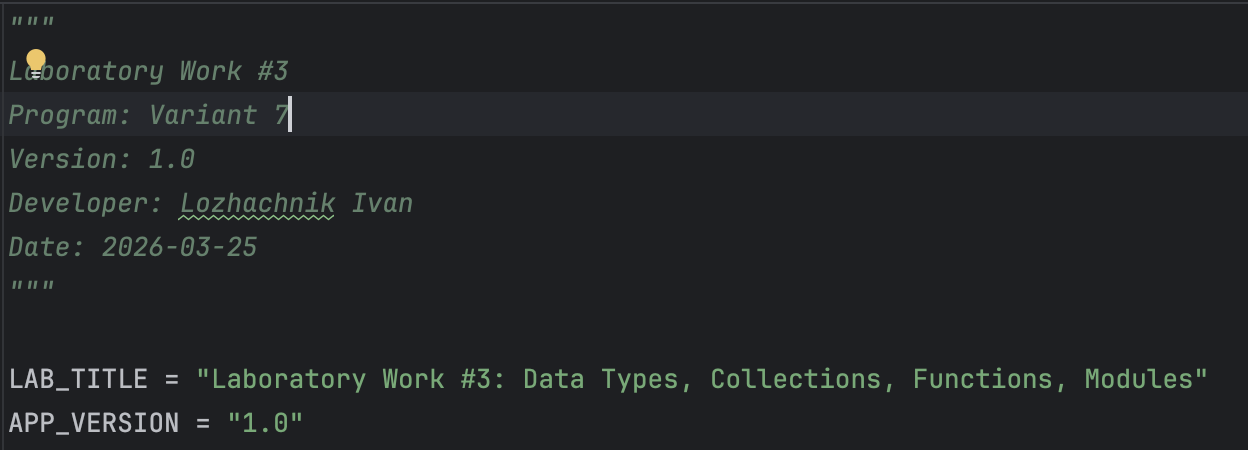 """
Laboratory Work #3
Program: Variant 7
Version: 1.0
Developer: Lozhachnik Ivan
Date: 2026-03-25
"""
LAB_TITLE = "Laboratory Work #3: Data Types, Collections, Functions, Modules"
APP_VERSION = "1.0"